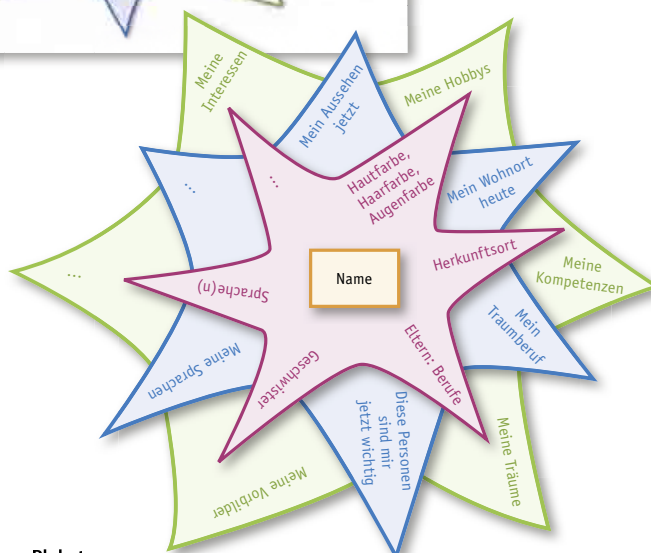 Meine
Interessen
Mein Aussehen
jetzt
Meine Hobbys
...
Hautfarbe,
Haarfarbe,
Augenfarbe
Mein Wohnort
heute
...
Herkunftsort
Meine
Kompetenzen
...
Sprache(n)
Name
Mein
Traumberuf
Meine Sprachen
Geschwister
Eltern: Berufe
Diese Personen
sind mir
jetzt wichtig
Meine Träume
Meine Vorbilder